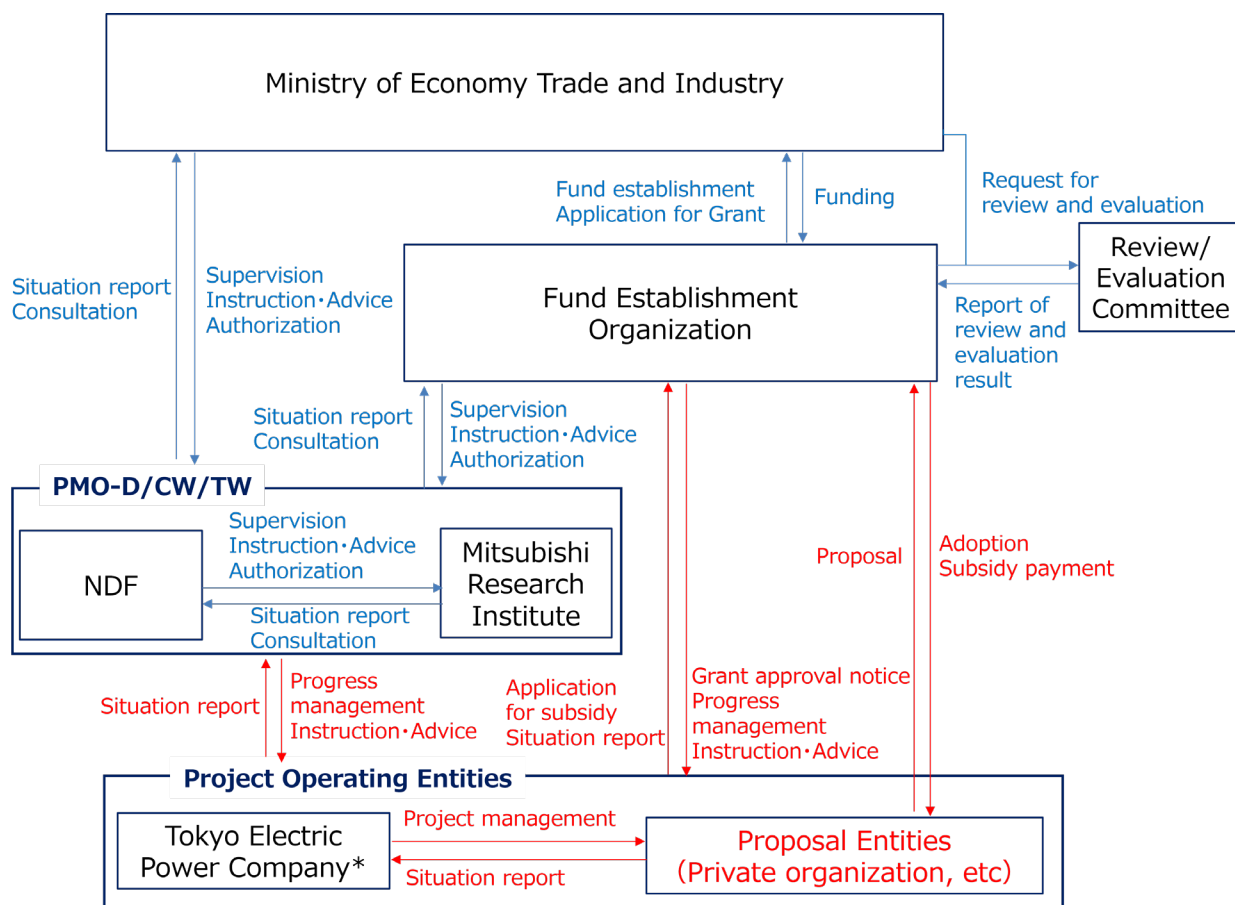 Ministry of Economy Trade and Industry
Fund establishment
Application for Grant
Funding
Request for
review and evaluation
Situation report
Consultation
Supervision
Instruction・Advice
Authorization
Fund Establishment
Organization
Review/
Evaluation
Committee
Report of
review and
evaluation
result
Situation report
Consultation
Supervision
Instruction・Advice
Authorization
PMO-D/CW/TW
NDF
Supervision
Instruction・Advice
Authorization
Situation report
Consultation
Mitsubishi
Research
Institute
Proposal
Adoption
Subsidy payment
Situation report
Progress
management
Instruction・Advice
Application
for subsidy
Situation report
Grant approval notice
Progress
management
Instruction・Advice
Project Operating Entities
Tokyo Electric
Power Company*
Project management
Situation report
Proposal Entities
(Private organization, etc)